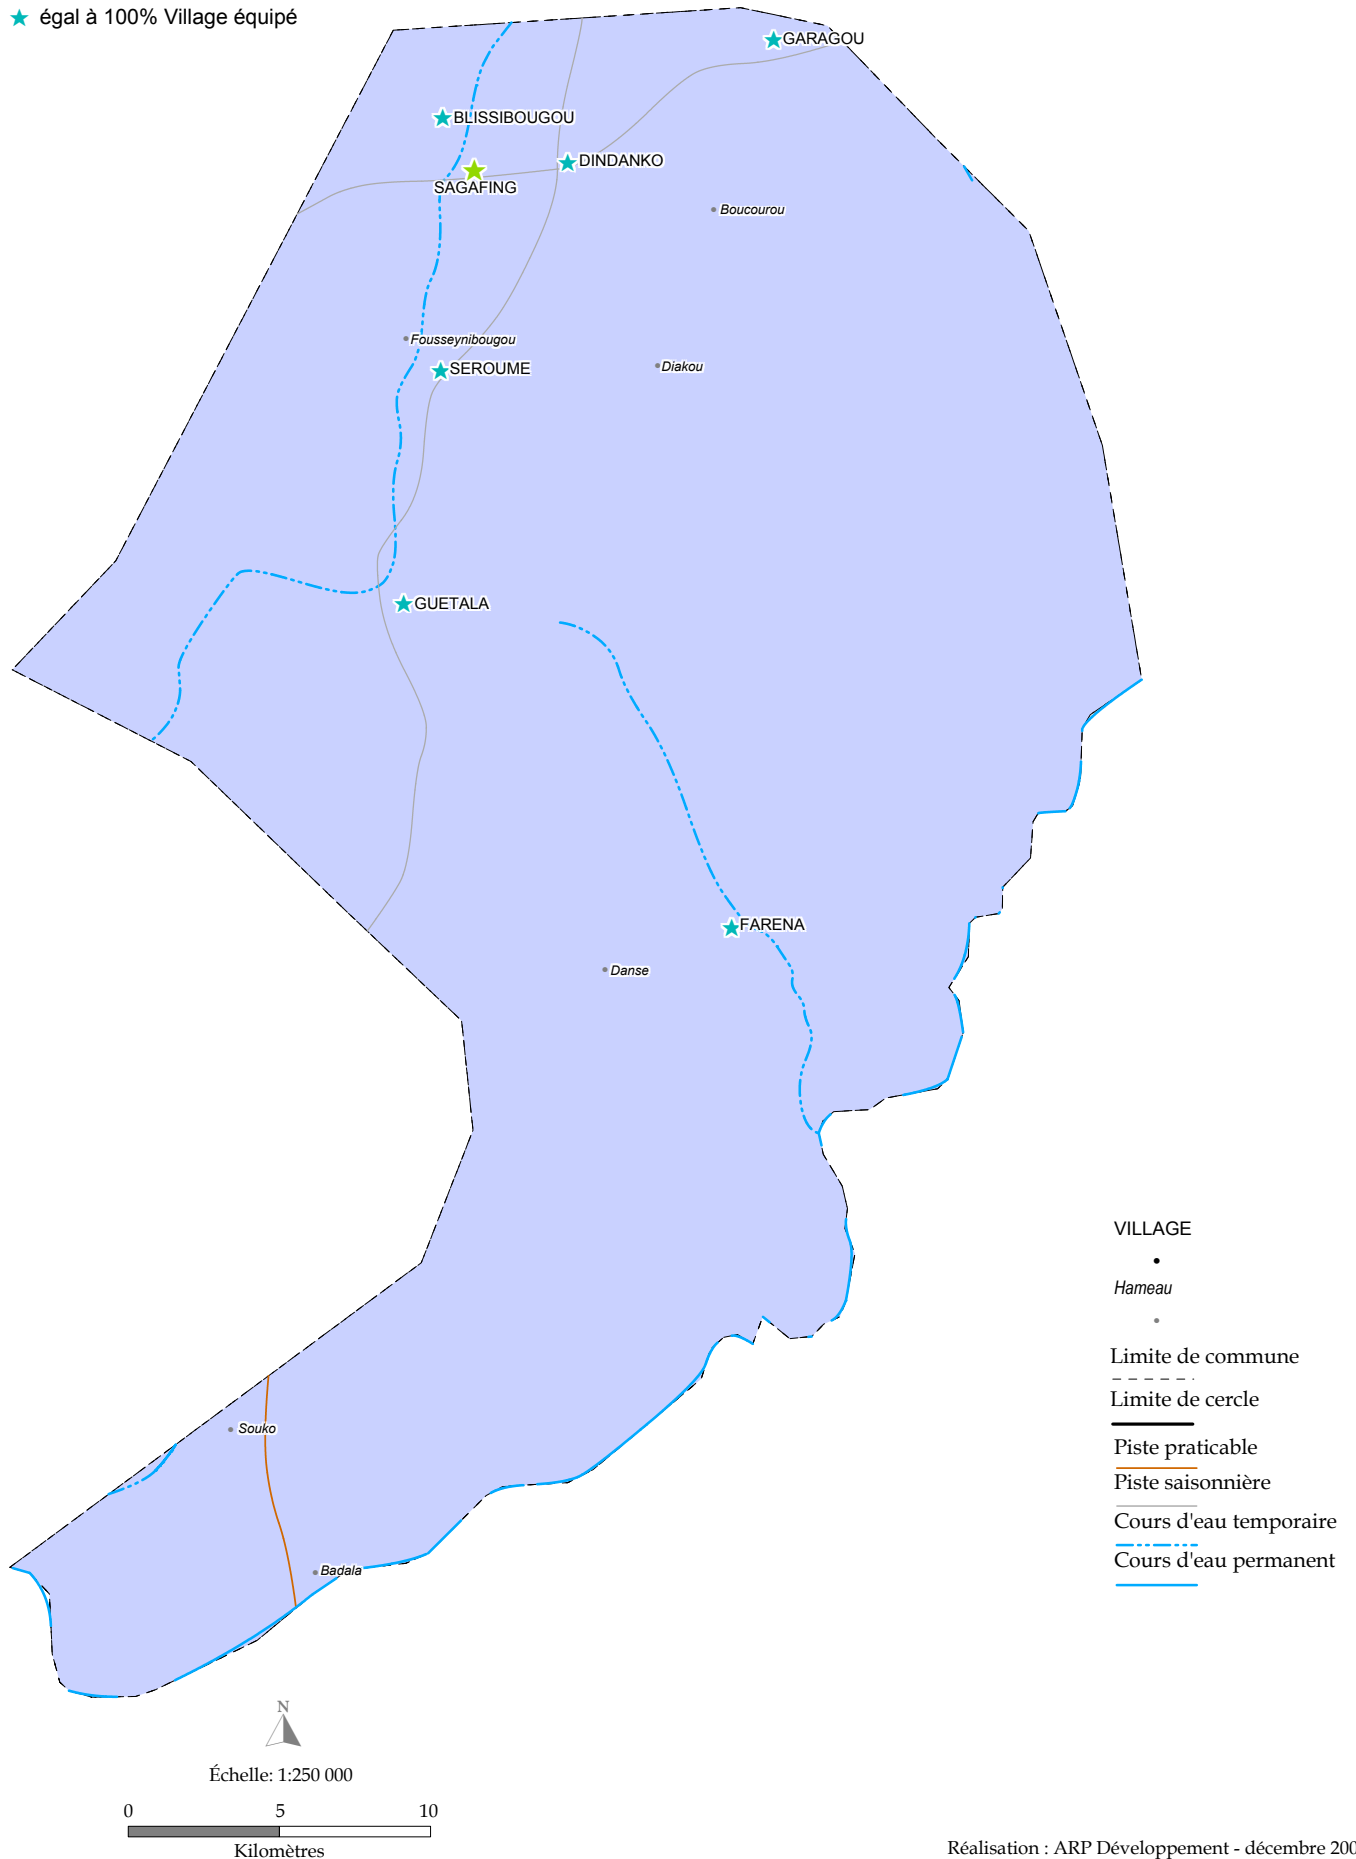 égal à 100% Village équipé
GARAGOU
BLISSIBOUGOU
DINDANKO
SAGAFING
Boucourou
Fousseynibougou
SEROUME
Diakou
GUETALA
FARENA
Danse
VILLAGE
Hameau
Limite de commune
Limite de cercle
Piste praticable
Piste saisonnière
Cours d'eau temporaire
Cours d'eau permanent
Souko
Badala
N
Échelle: 1:250 000
0 5 10
Kilomètres
Réalisation : ARP Développement - décembre 200